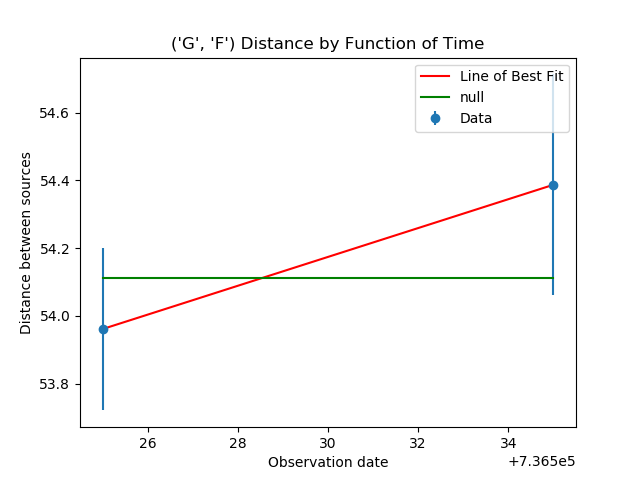 ('G', 'F') Distance by Function of Time
Line of Best Fit
null
Data
Distance between sources
54.6
54.4
54.2
54.0
53.8
26 28 30 32 34
+7.365e5
Observation date